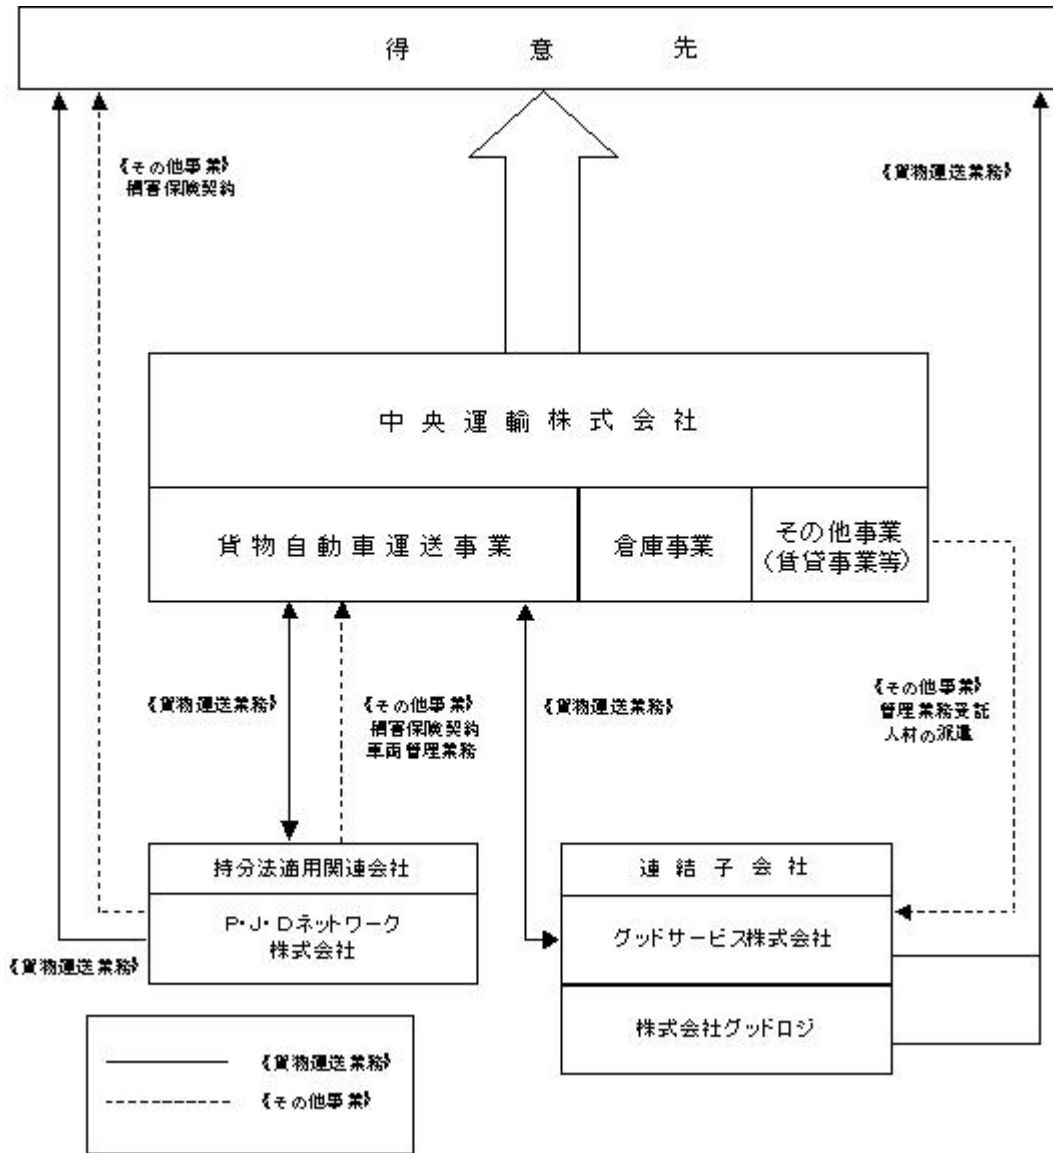 得意先
《その他事業》
損害保険契約
《貨物運送業務》
中央運輸株式会社
貨物自動車運送事業
倉庫事業
その他事業
(賃貸事業等)
《貨物運送業務》
《その他事業》
損害保険契約
車両管理業務
《貨物運送業務》
《その他事業》
管理業務受託
人材の派遣
持分法適用関連会社
P・J・Dネットワーク
株式会社
連結子会社
グッドサービス株式会社
株式会社グッドロジ
《貨物運送業務》
《貨物運送業務》
《その他事業》